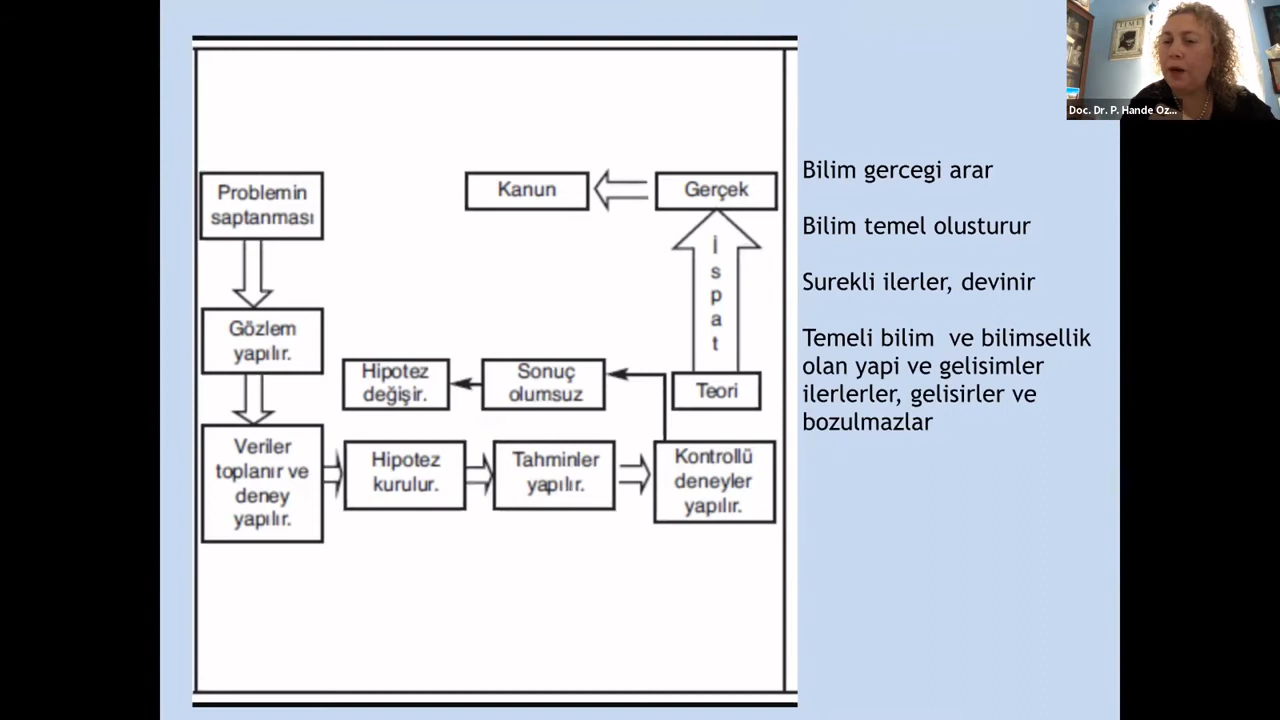 Problemin
saptanması
Gözlem
yapılır.
Veriler
toplanır ve
deney
yapılır.
Hipotez
kurulur.
Tahminler
yapılır.
Kontrollü
deneyler
yapılır.
Sonuç
olumsuz
Hipotez
değişir.
Teori
İspat
Gerçek
Kanun
Bilim gercegi arar
Bilim temel olusturur
Surekli ilerler, devinir
Temeli bilim ve bilimsellik
olan yapi ve gelisimler
ilerlerler, gelisirler ve
bozulmazlar
TIME
Doc. Dr. P. Hande Oz...